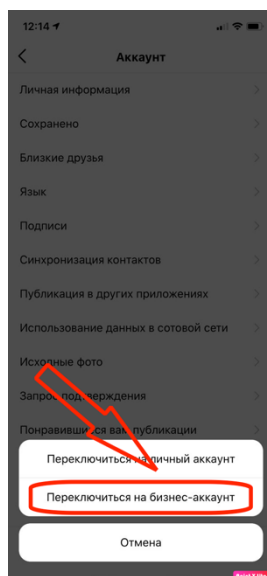 12:14
Аккаунт
Личная информация
Сохранено
Близкие друзья
Язык
Подписи
Синхронизация контактов
Публикация в других приложениях
Использование данных в сотовой сети
Исходные фото
Запрос подтверждения
Понравившиеся вам публикации
Переключиться на личный аккаунт
Переключиться на бизнес-аккаунт
Отмена